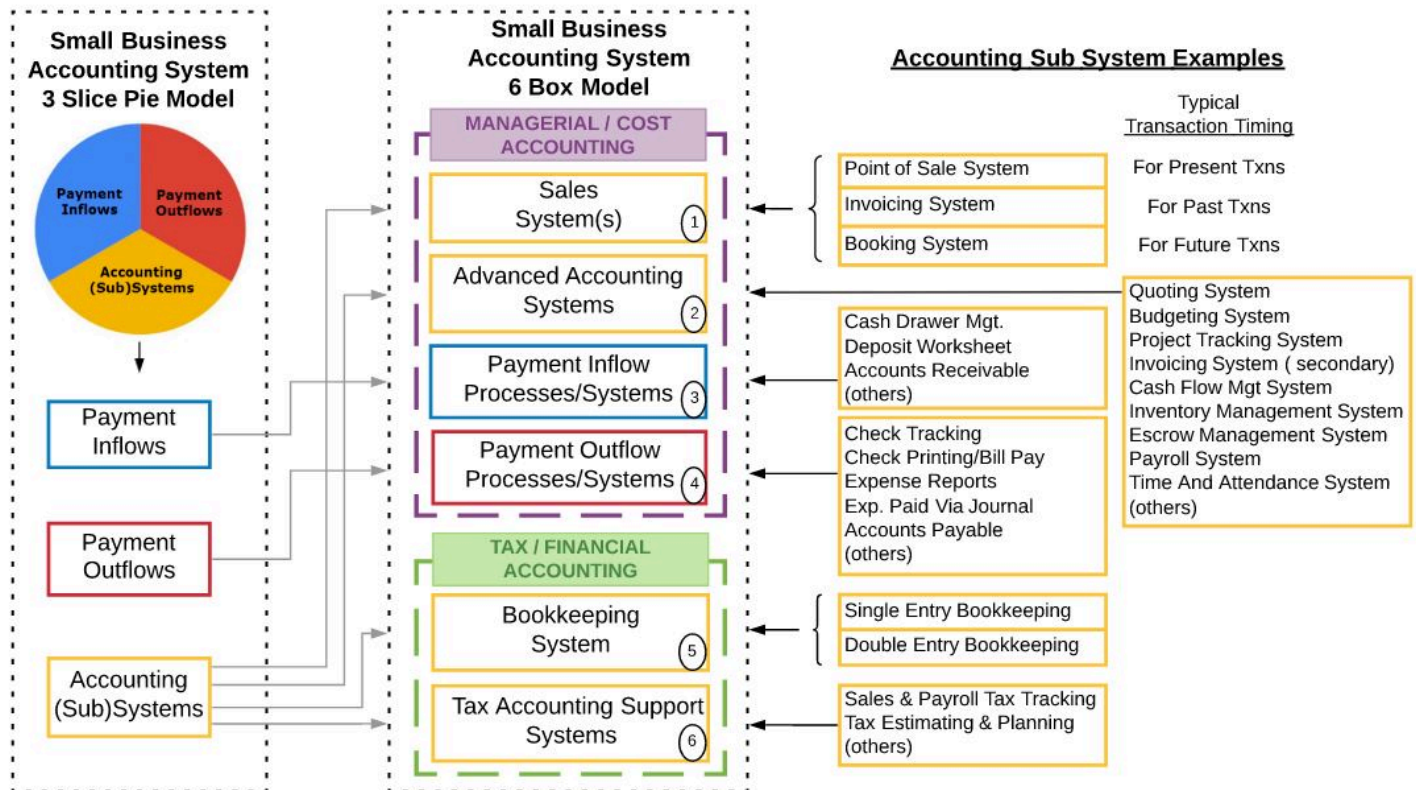 Small Business
Accounting System
3 Slice Pie Model
Payment
Inflows
Payment
Outflows
Accounting
(Sub)Systems
Payment
Inflows
Payment
Outflows
Accounting
(Sub)Systems
Small Business
Accounting System
6 Box Model
MANAGERIAL / COST
ACCOUNTING
Sales
System(s)
1
Advanced Accounting
Systems
2
Payment Inflow
Processes/Systems
3
Payment Outflow
Processes/Systems
4
TAX / FINANCIAL
ACCOUNTING
Bookkeeping
System
5
Tax Accounting Support
Systems
6
Accounting Sub System Examples
Typical
Transaction Timing
Point of Sale System
For Present Txns
Invoicing System
For Past Txns
Booking System
For Future Txns
Quoting System
Budgeting System
Project Tracking System
Invoicing System ( secondary)
Cash Flow Mgt System
Inventory Management System
Escrow Management System
Payroll System
Time And Attendance System
(others)
Cash Drawer Mgt.
Deposit Worksheet
Accounts Receivable
(others)
Check Tracking
Check Printing/Bill Pay
Expense Reports
Exp. Paid Via Journal
Accounts Payable
(others)
Single Entry Bookkeeping
Double Entry Bookkeeping
Sales & Payroll Tax Tracking
Tax Estimating & Planning
(others)